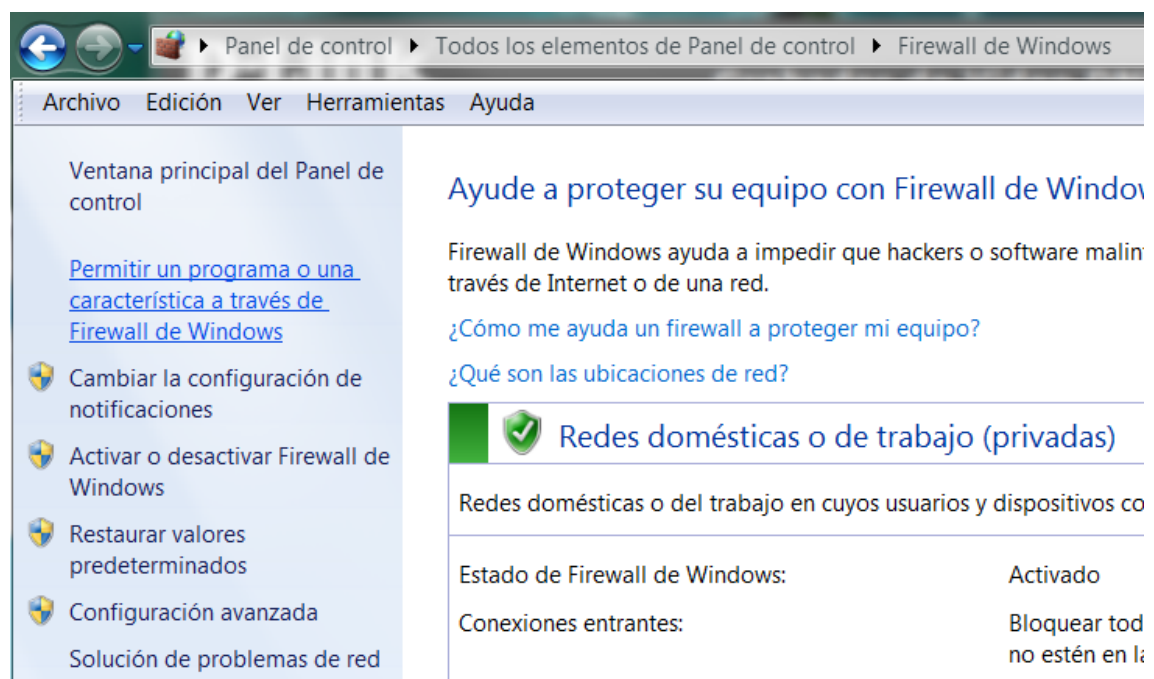 Panel de control Todos los elementos de Panel de control Firewall de Windows
Archivo Edición Ver Herramientas Ayuda
Ventana principal del Panel de
control
Permitir un programa o una
característica a través de
Firewall de Windows
Cambiar la configuración de
notificaciones
Activar o desactivar Firewall de
Windows
Restaurar valores
predeterminados
Configuración avanzada
Solución de problemas de red
Ayude a proteger su equipo con Firewall de
Firewall de Windows ayuda a impedir que hackers o software
través de Internet o de una red.
¿Cómo me ayuda un firewall a proteger mi equipo?
¿Qué son las ubicaciones de red?
Redes domésticas o de trabajo (privadas)
Redes domésticas o del trabajo en cuyos usuarios y dispositivos
Estado de Firewall de Windows: Activado
Conexiones entrantes: Bloquear
no estén en